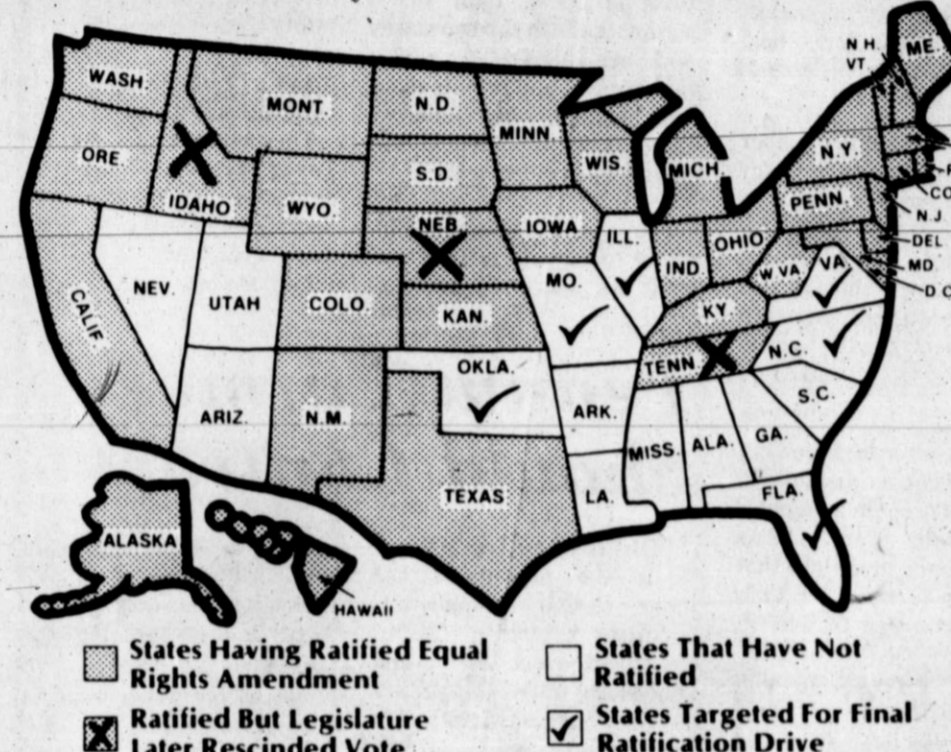 WASH.
MONT.
N.D.
MINN.
N.H.
VT.
ME.
ORE.
IDAHO
WYO.
S.D.
WIS.
MICH.
N.Y.
NEB.
IOWA
ILL.
IND.
OHIO
PENN.
N.J.
DEL
MD
D C
CALIF.
NEV.
UTAH
COLO.
KAN.
MO.
KY.
W VA.
VA.
ARIZ.
N.M.
OKLA.
ARK.
TENN
N.C.
S.C.
TEXAS
LA.
MISS.
ALA.
GA.
FLA.
ALASKA
HAWAII
States Having Ratified Equal
Rights Amendment
States That Have Not
Ratified
Ratified But Legislature
Later Rescinded Vote
States Targeted For Final
Ratification Drive